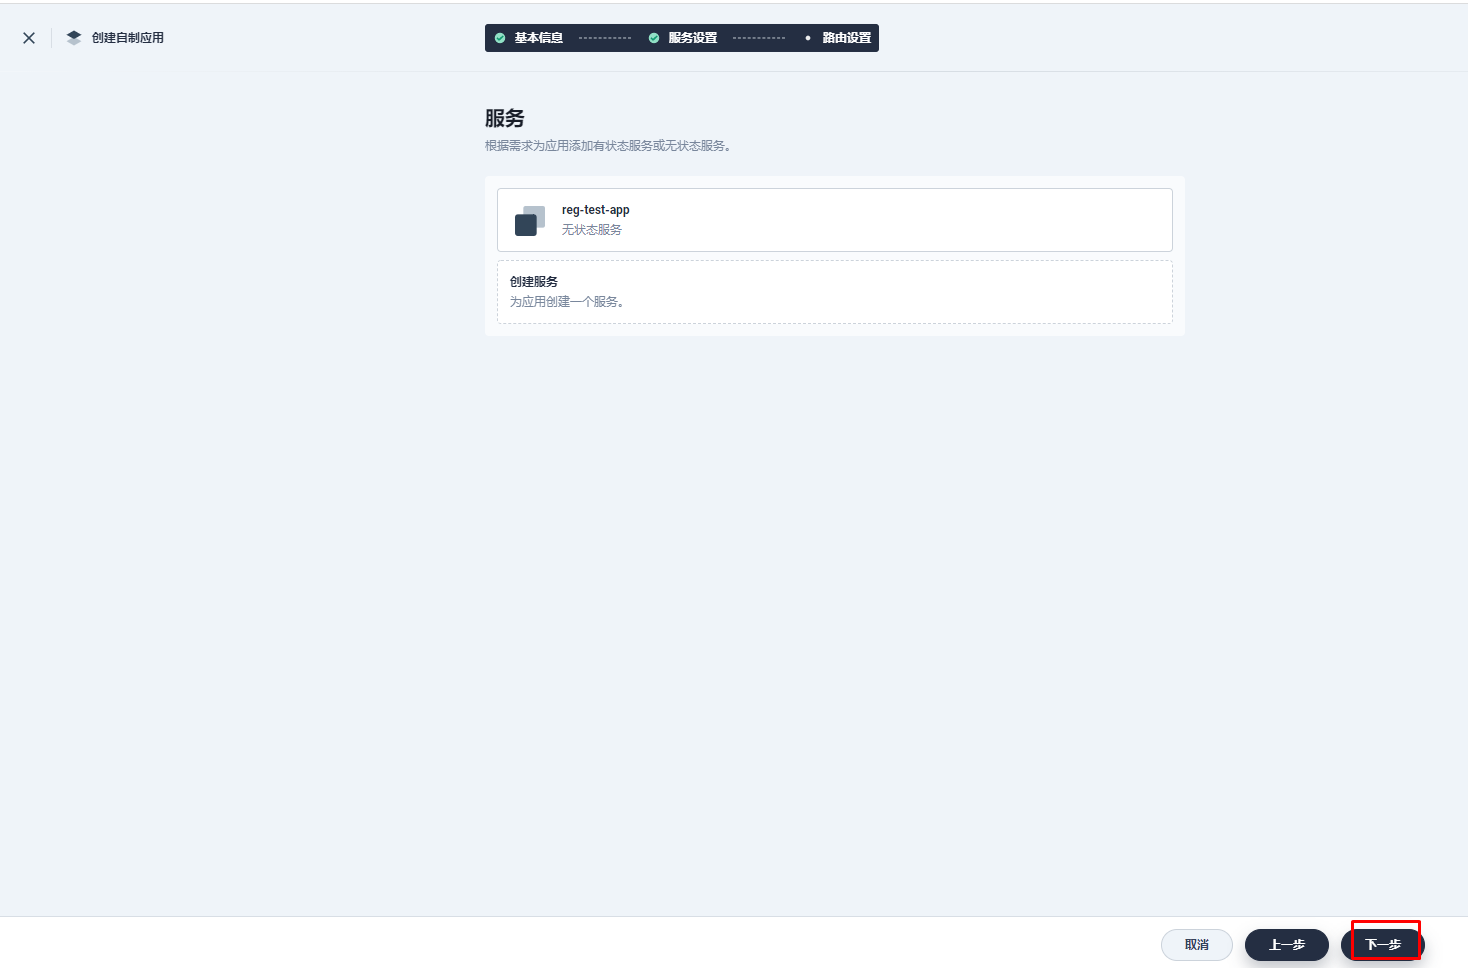 创建自制应用
基本信息
服务设置
路由设置
服务
根据需求为应用添加有状态服务或无状态服务。
reg-test-app
无状态服务
创建服务
为应用创建一个服务。
取消
上一步
下一步